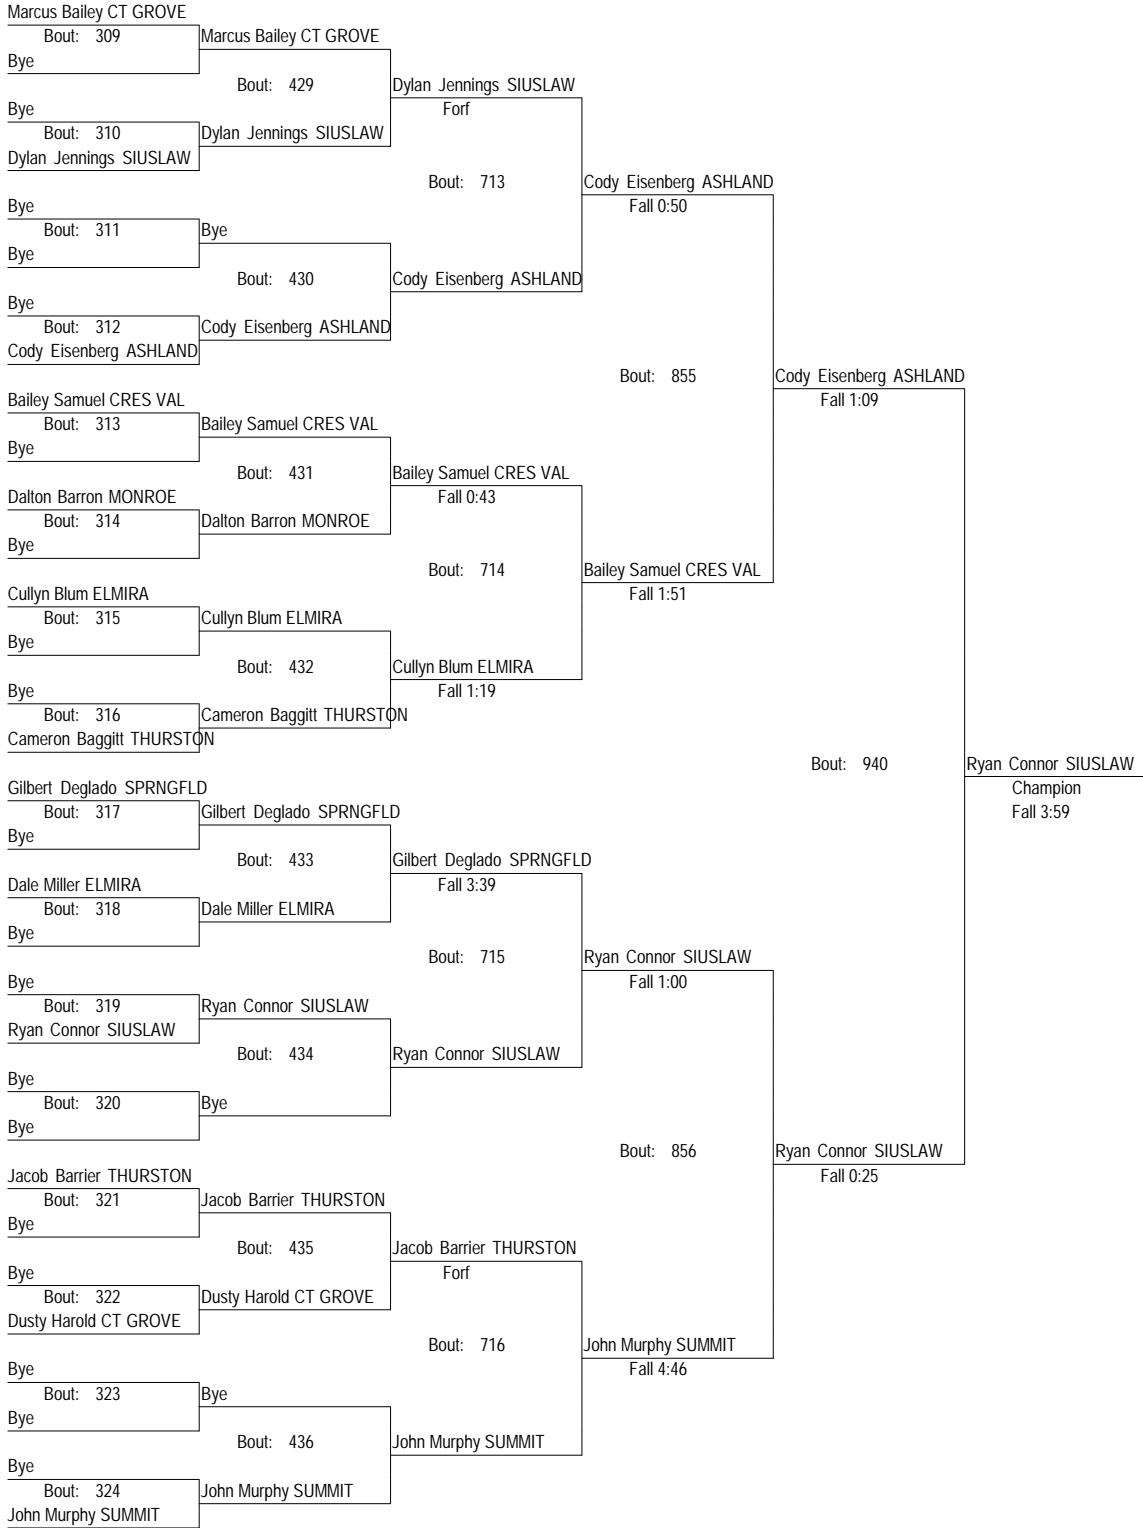 Marcus Bailey CT GROVE
Bout: 309
Marcus Bailey CT GROVE
Bye
Bout: 429
Dylan Jennings SIUSLAW
Bye
Forf
Bout: 310
Dylan Jennings SIUSLAW
Dylan Jennings SIUSLAW
Bout: 713
Cody Eisenberg ASHLAND
Bye
Fall 0:50
Bout: 311
Bye
Bye
Bout: 430
Cody Eisenberg ASHLAND
Bye
Bout: 312
Cody Eisenberg ASHLAND
Cody Eisenberg ASHLAND
Bout: 855
Cody Eisenberg ASHLAND
Bailey Samuel CRES VAL
Fall 1:09
Bout: 313
Bailey Samuel CRES VAL
Bye
Bout: 431
Bailey Samuel CRES VAL
Dalton Barron MONROE
Fall 0:43
Bout: 314
Dalton Barron MONROE
Bye
Bout: 714
Bailey Samuel CRES VAL
Cullyn Blum ELMIRA
Fall 1:51
Bout: 315
Cullyn Blum ELMIRA
Bye
Bout: 432
Cullyn Blum ELMIRA
Bye
Fall 1:19
Bout: 316
Cameron Baggitt THURSTON
Cameron Baggitt THURSTON
Bout: 940
Ryan Connor SIUSLAW
Gilbert Deglado SPRNGFLD
Champion
Bout: 317
Gilbert Deglado SPRNGFLD
Fall 3:59
Bye
Bout: 433
Gilbert Deglado SPRNGFLD
Dale Miller ELMIRA
Fall 3:39
Bout: 318
Dale Miller ELMIRA
Bye
Bout: 715
Ryan Connor SIUSLAW
Bye
Fall 1:00
Bout: 319
Ryan Connor SIUSLAW
Ryan Connor SIUSLAW
Bout: 434
Ryan Connor SIUSLAW
Bye
Bout: 320
Bye
Bye
Bout: 856
Ryan Connor SIUSLAW
Jacob Barrier THURSTON
Fall 0:25
Bout: 321
Jacob Barrier THURSTON
Bye
Bout: 435
Jacob Barrier THURSTON
Bye
Forf
Bout: 322
Dusty Harold CT GROVE
Dusty Harold CT GROVE
Bout: 716
John Murphy SUMMIT
Bye
Fall 4:46
Bout: 323
Bye
Bye
Bout: 436
John Murphy SUMMIT
Bye
Bout: 324
John Murphy SUMMIT
John Murphy SUMMIT